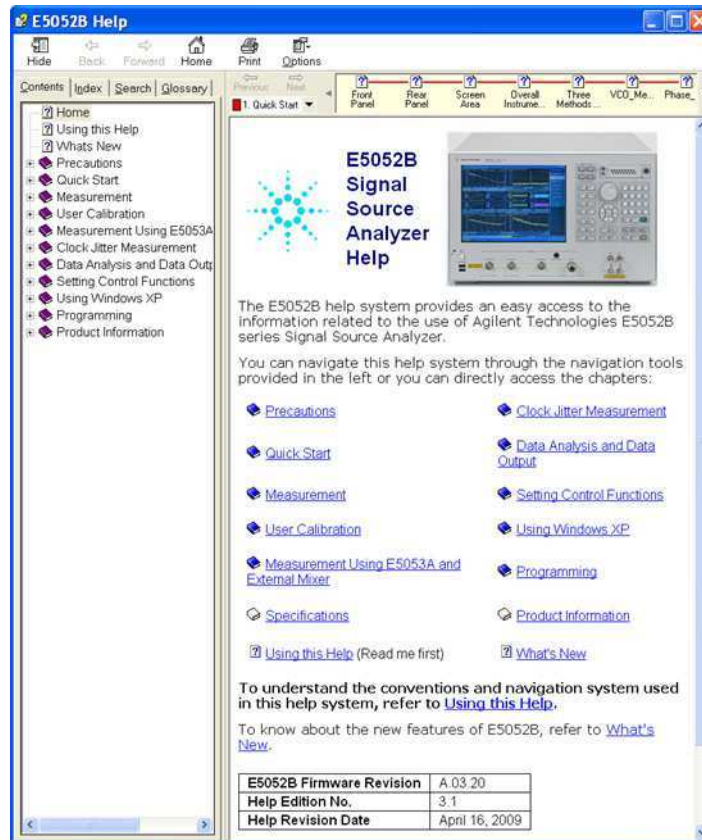 E5052B Help
Hide Back Forward Home Print Options
Contents Index Search Glossary
Home
Using this Help
Whats New
Precautions
Quick Start
Measurement
User Calibration
Measurement Using E5053A
Clock Jitter Measurement
Data Analysis and Data Outp
Setting Control Functions
Using Windows XP
Programming
Product Information
Previous Next
1. Quick Start
Front Panel
Rear Panel
Screen Area
Overall Instrume...
Three Methods ...
VCO_Me...
Phase_
E5052B
Signal
Source
Analyzer
Help
The E5052B help system provides an easy access to the
information related to the use of Agilent Technologies E5052B
series Signal Source Analyzer.
You can navigate this help system through the navigation tools
provided in the left or you can directly access the chapters:
Precautions
Clock Jitter Measurement
Quick Start
Data Analysis and Data
Output
Measurement
Setting Control Functions
User Calibration
Using Windows XP
Measurement Using E5053A and
External Mixer
Programming
Specifications
Product Information
Using this Help (Read me first)
What's New
To understand the conventions and navigation system used
in this help system, refer to Using this Help.
To know about the new features of E5052B, refer to What's
New.
E5052B Firmware Revision A.03.20
Help Edition No. 3.1
Help Revision Date April 16, 2009